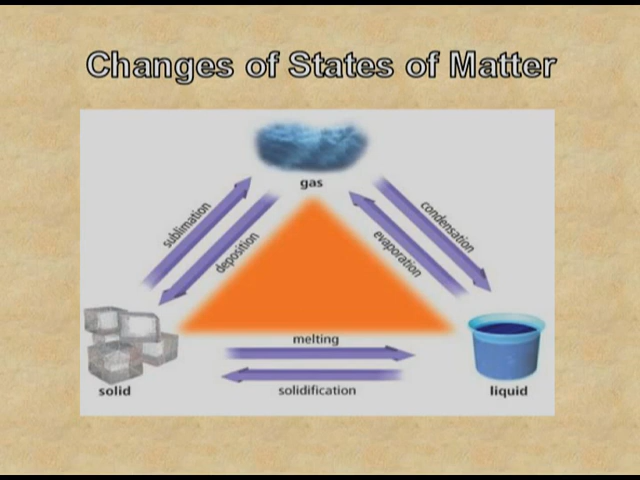 Changes of States of Matter
gas
sublimation
deposition
evaporation
condensation
melting
solid
solidification
liquid